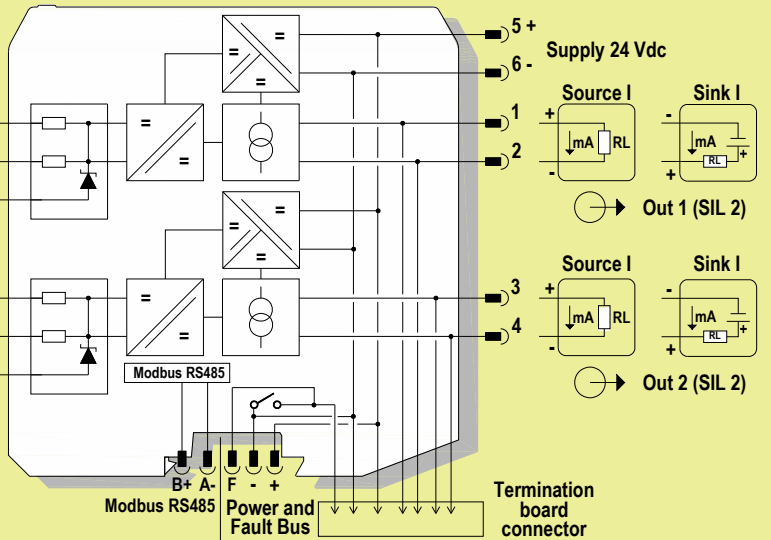 5 +
Supply 24 Vdc
6 -
= = =
Source I
Sink I
1
+
mA
RL
-
-
mA
RL
+
+
= =
2
Out 1 (SIL 2)
= = =
Source I
Sink I
3
+
mA
RL
-
-
mA
RL
+
+
= =
4
Out 2 (SIL 2)
Modbus RS485
B+ A- F - +
Modbus RS485
Power and
Fault Bus
Termination
board
connector